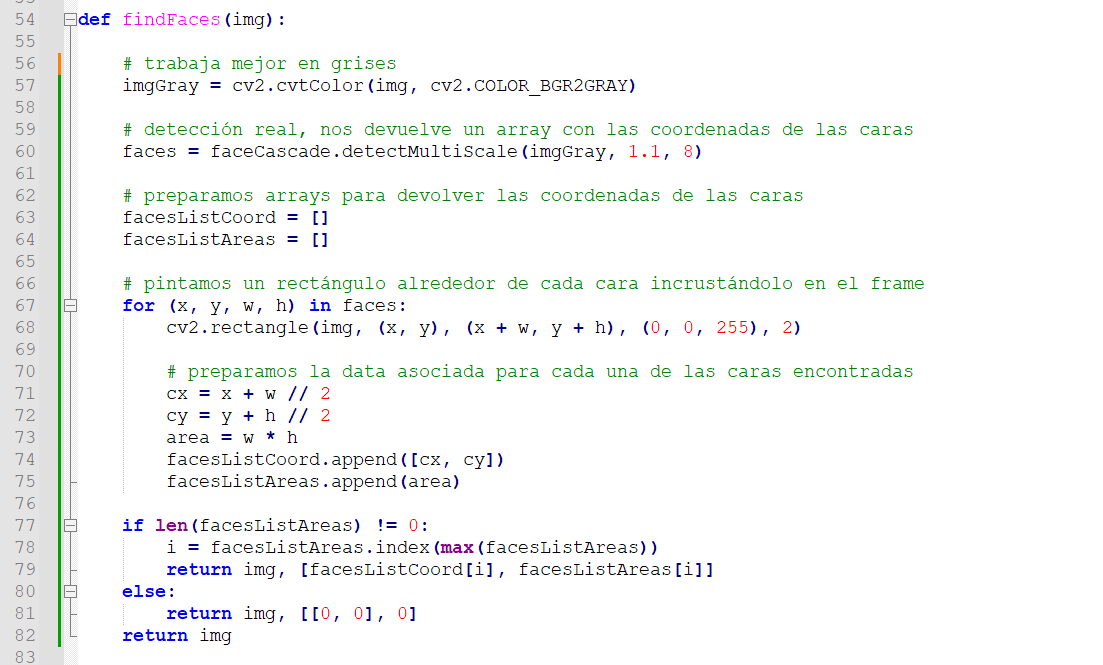 54 def findFaces(img):
55
56 # trabaja mejor en grises
57 imgGray = cv2.cvtColor(img, cv2.COLOR_BGR2GRAY)
58
59 # detección real, nos devuelve un array con las coordenadas de las caras
60 faces = faceCascade.detectMultiScale(imgGray, 1.1, 8)
61
62 # preparamos arrays para devolver las coordenadas de las caras
63 facesListCoord = []
64 facesListAreas = []
65
66 # pintamos un rectángulo alrededor de cada cara incrustándolo en el frame
67 for (x, y, w, h) in faces:
68 cv2.rectangle(img, (x, y), (x + w, y + h), (0, 0, 255), 2)
69
70 # preparamos la data asociada para cada una de las caras encontradas
71 cx = x + w // 2
72 cy = y + h // 2
73 area = w * h
74 facesListCoord.append([cx, cy])
75 facesListAreas.append(area)
76
77 if len(facesListAreas) != 0:
78 i = facesListAreas.index(max(facesListAreas))
79 return img, [facesListCoord[i], facesListAreas[i]]
80 else:
81 return img, [[0, 0], 0]
82 return img
83